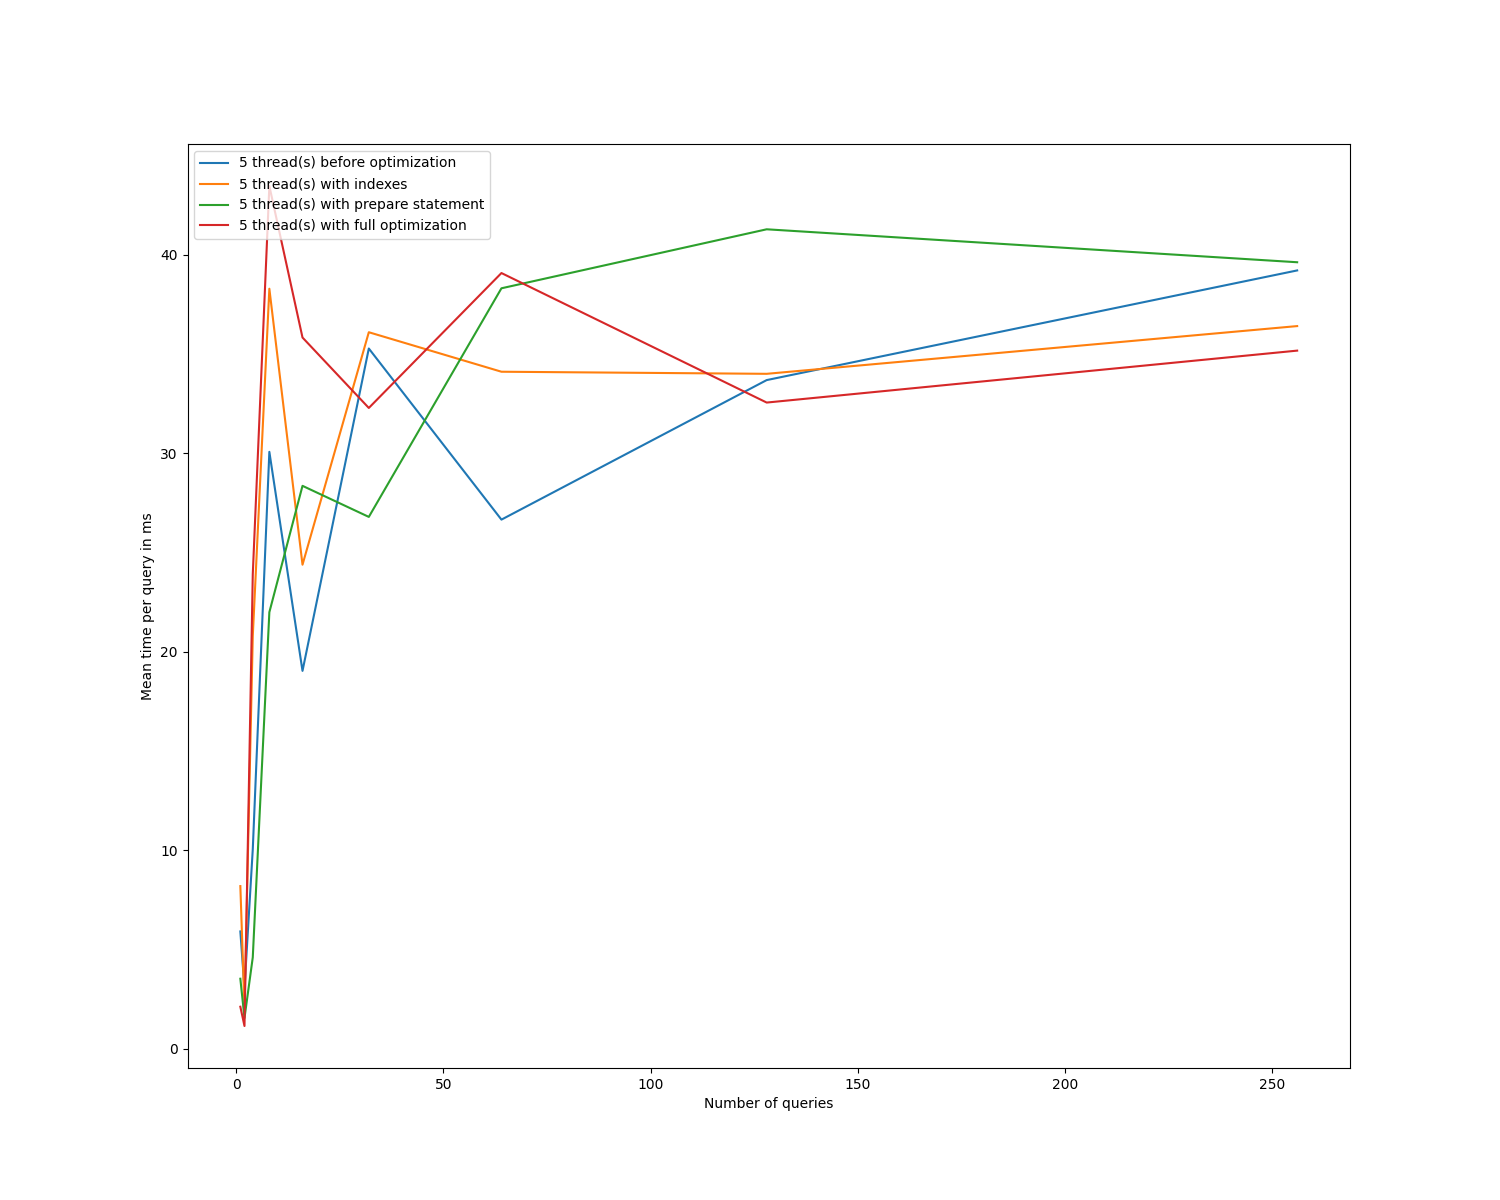 5 thread(s) before optimization
5 thread(s) with indexes
5 thread(s) with prepare statement
5 thread(s) with full optimization
40
30
20
10
0
Mean time per query in ms
0 50 100 150 200 250
Number of queries